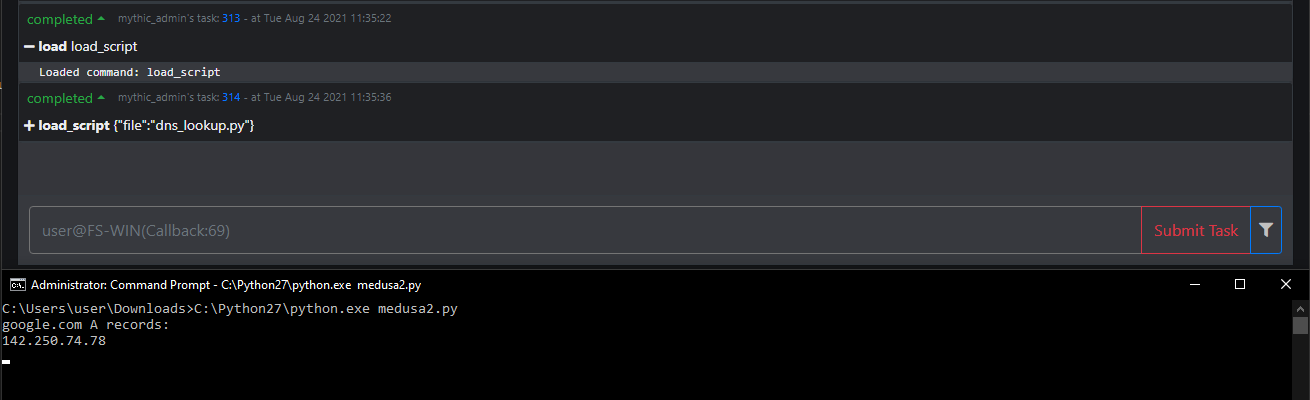 completed mythic_admin's task: 313 - at Tue Aug 24 2021 11:35:22
load load_script
Loaded command: load_script
completed mythic_admin's task: 314 - at Tue Aug 24 2021 11:35:36
load_script {"file":"dns_lookup.py"}
user@FS-WIN(Callback:69) Submit Task
Administrator: Command Prompt - C:\Python27\python.exe medusa2.py
C:\Users\user\Downloads>C:\Python27\python.exe medusa2.py
google.com A records:
142.250.74.78